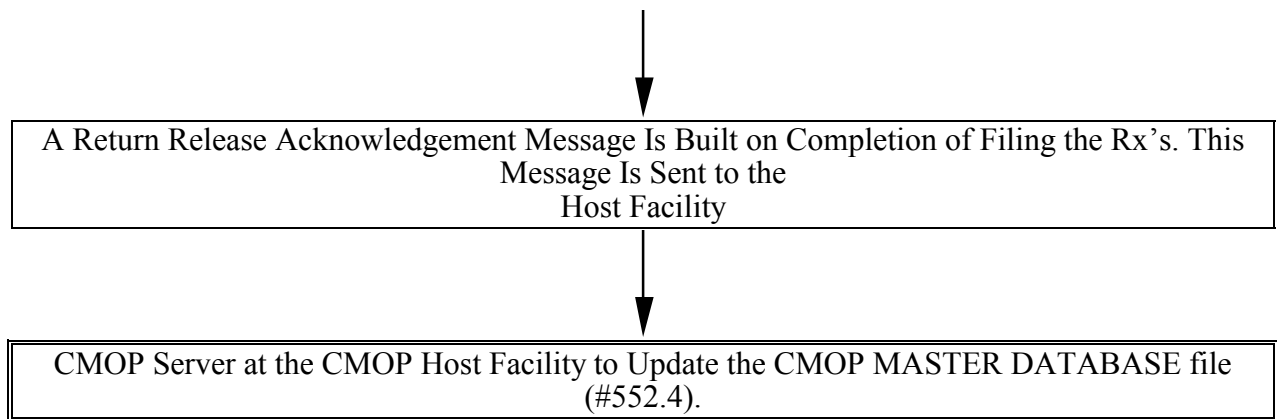 A Return Release Acknowledgement Message Is Built on Completion of Filing the Rx’s. This
Message Is Sent to the
Host Facility
CMOP Server at the CMOP Host Facility to Update the CMOP MASTER DATABASE file
(#552.4).